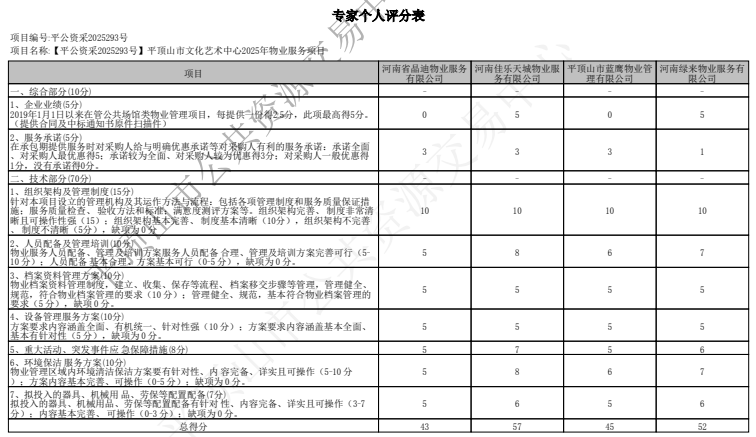 专家个人评分表
项目编号:平公资采2025293号
项目名称:【平公资采2025293号】平顶山市文化艺术中心2025年物业服务项目
项目 河南省品迪物业服务有限公司 河南佳乐天域物业服务有限公司 平顶山市蓝鹰物业管理有限公司 河南绿来物业服务有限公司
一、综合部分(10分) - - - -
1、企业业绩(5分)
2019年1月1日以来在管公共场馆类物业管理项目，每提供一份得2.5分，此项最高得5分。
（提供合同及中标通知书原件扫描件） 0 5 0 5
2、服务承诺(5分)
在承包期提供服务时对采购人给与明确优惠承诺等对采购人有利的服务承诺；承诺全面
、对采购人最优惠得5；承诺较为全面、对采购人较为优惠得3分；对采购人一般优惠得
1分，没有承诺得0分。 3 3 3 1
二、技术部分(70分) - - - -
1、组织架构及管理制度(15分)
针对本项目设立的管理机构及其运作方法与流程；包括各项管理制度和服务质量保证措
施；服务质量检查、验收方法和标准；满意度测评方案等。组织架构完善、制度非常清
晰且可操作性强（15）；组织架构基本完善、制度基本清晰（10分），组织架构不完善
、制度不清晰（5分），缺项为０分 10 10 10 10
2、人员配备及管理培训(10分)
物业服务人员配备、管理及培训方案服务人员配备 合理、管理及培训方案完善可行（5-
10 分）；人员配备 基本合理、方案基本可行（0-5 分），缺项为0分。 5 8 6 7
3、档案资料管理方案(10分)
物业档案资料管理制度，建立、收集、保存等流程、 档案移交步骤等管理，管理健全、
规范，符合物业档案管理的要求（10 分）；管理健全、规范，基本符合物业档案管理的
要求（5 分），缺项为０分。 5 5 5 5
4、设备管理服务方案(10分)
方案要求内容涵盖全面、有机统一、针对性强（10 分）；方案要求内容涵盖基本全面、
基本有针对性（5 分），缺项为０分。 5 5 5 5
5、重大活动、突发事件应 急保障措施(8分) 5 7 5 6
6、环境保洁 服务方案(10分)
物业管理区域内环境清洁保洁方案要有针对性、内 容完备、详实且可操作（5-10 分
）；方案内容基本完善、可操作（0-5 分）；缺项为０分。 5 8 6 7
7、拟投入的器具、机械用 品、劳保等配置配备(7分)
拟投入的器具、机械用品、劳保等配置配备有针对 性、内容完备、详实且可操作（3-7
分）；内容基本完善、可操作（0-3 分）；缺项为０分。 5 6 5 6
总得分 43 57 45 52